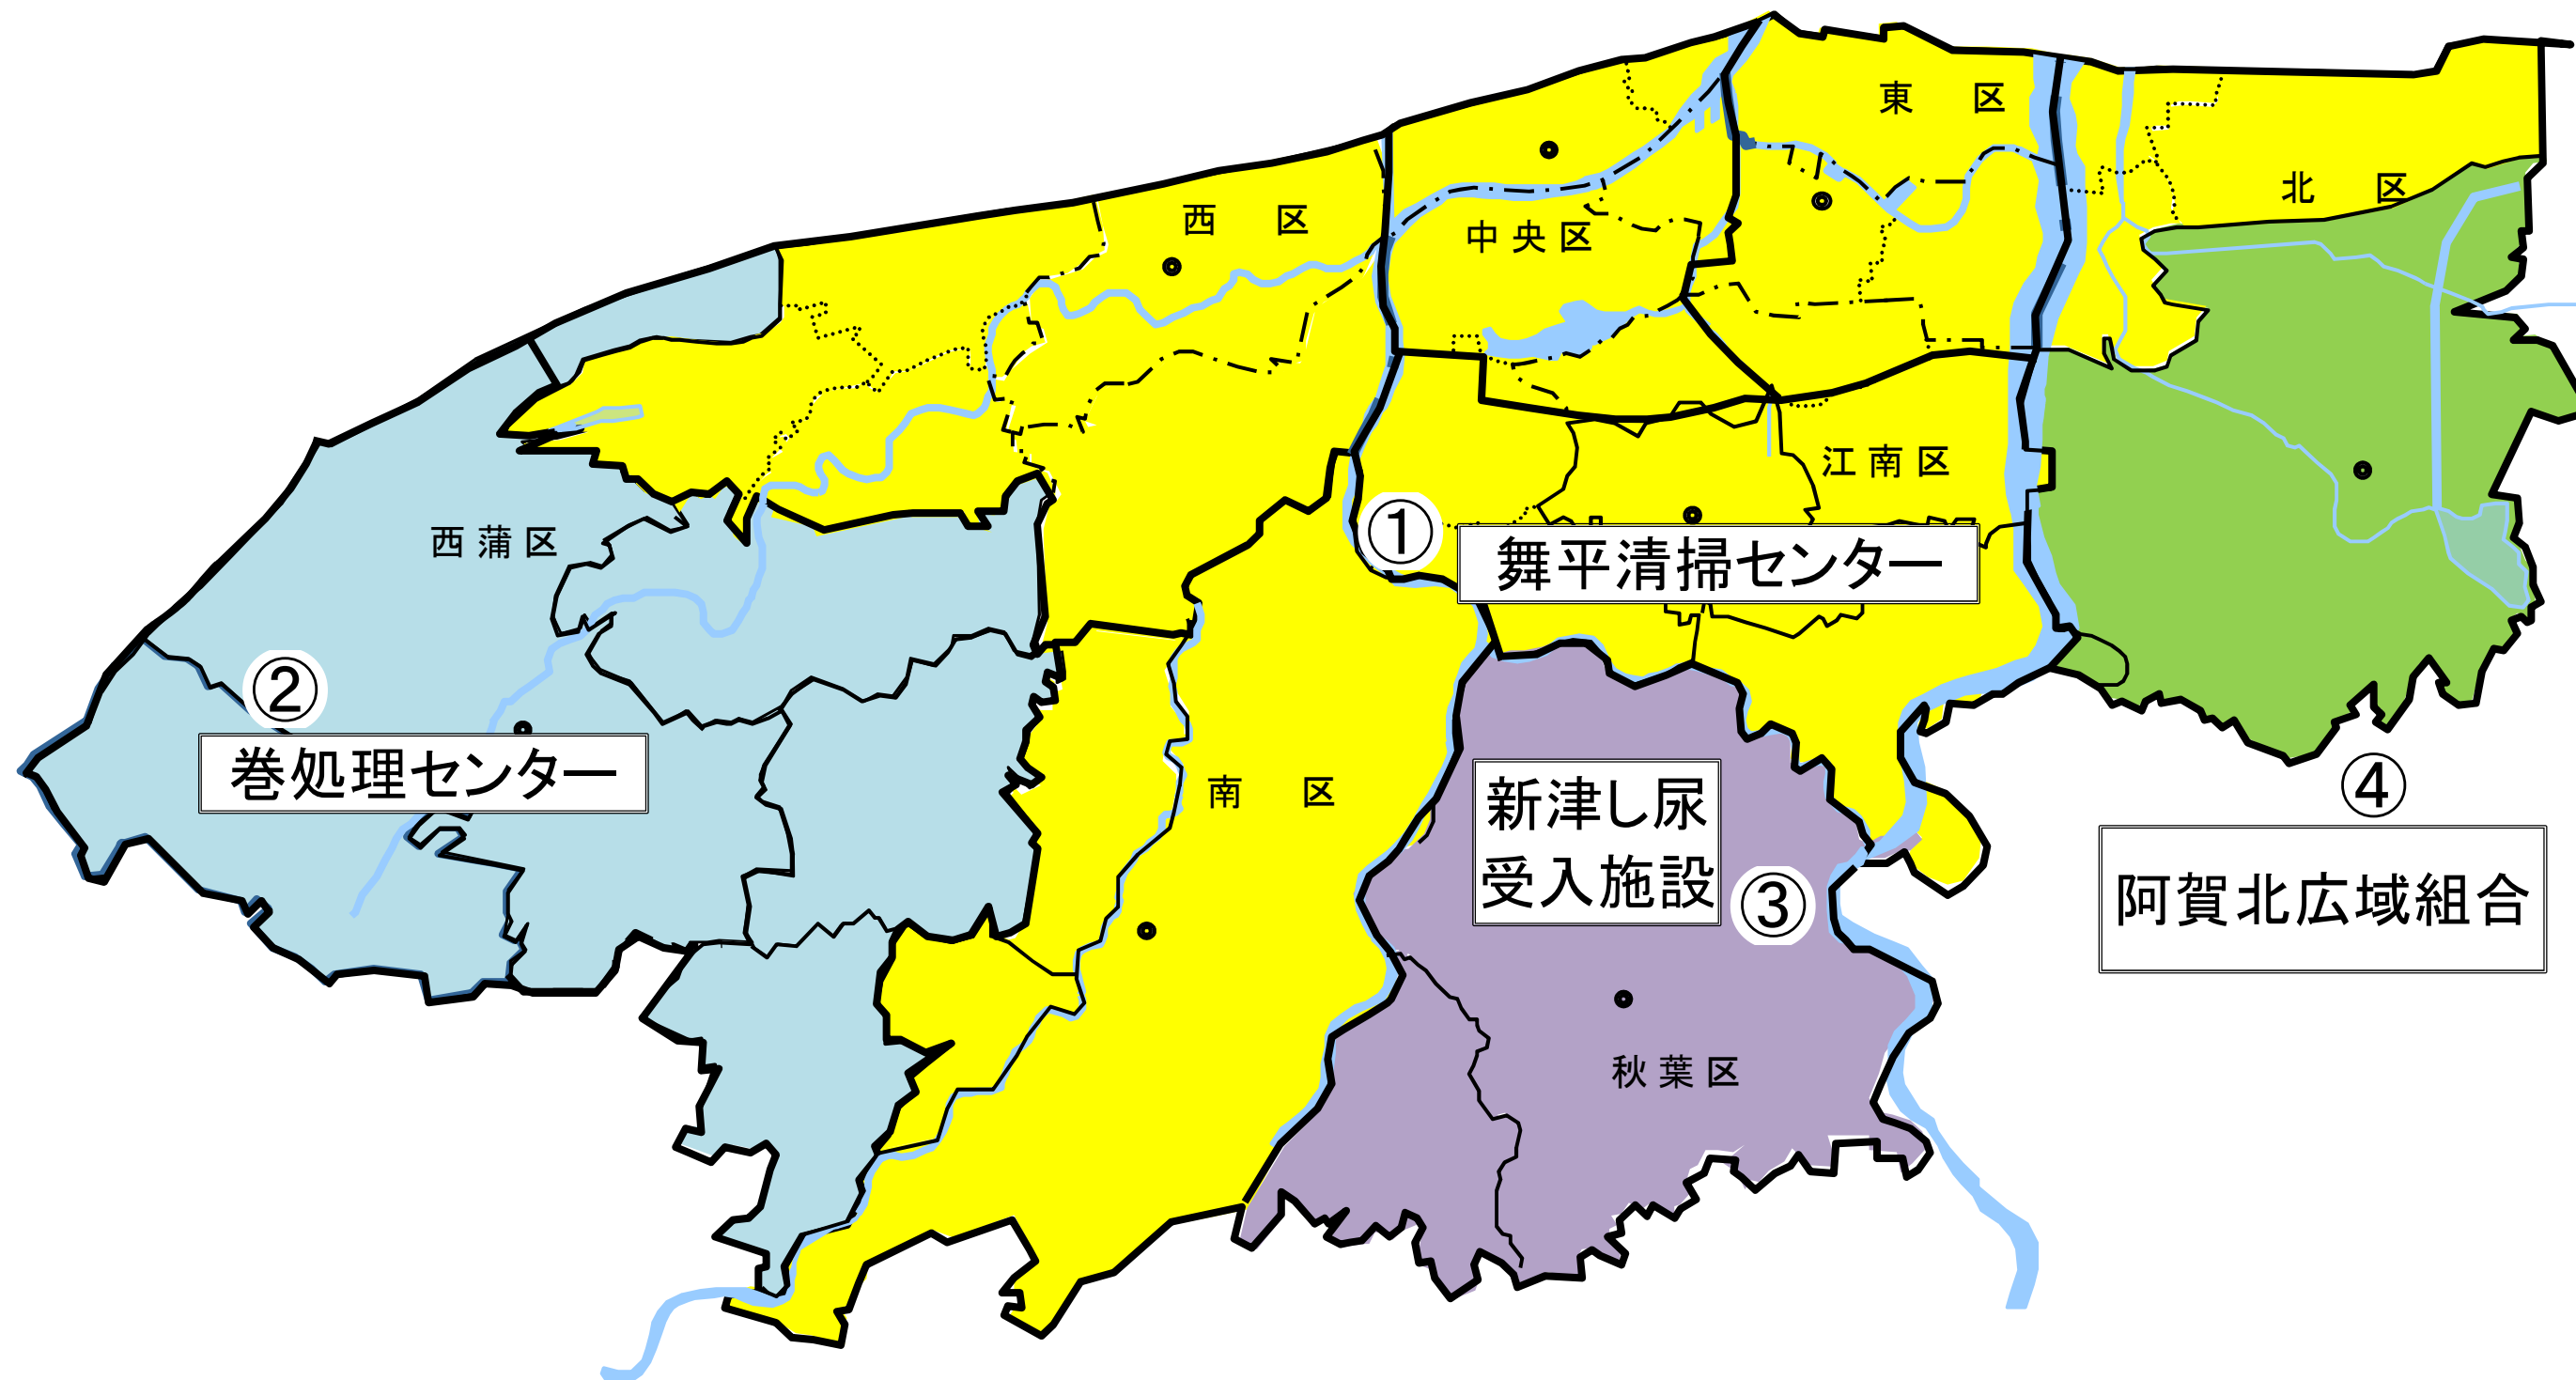 東　区
北　区
西　区
中央区
江南区
①
舞平清掃センター
西蒲区
②
巻処理センター
南　区
新津し尿
受入施設
③
④
阿賀北広域組合
秋葉区